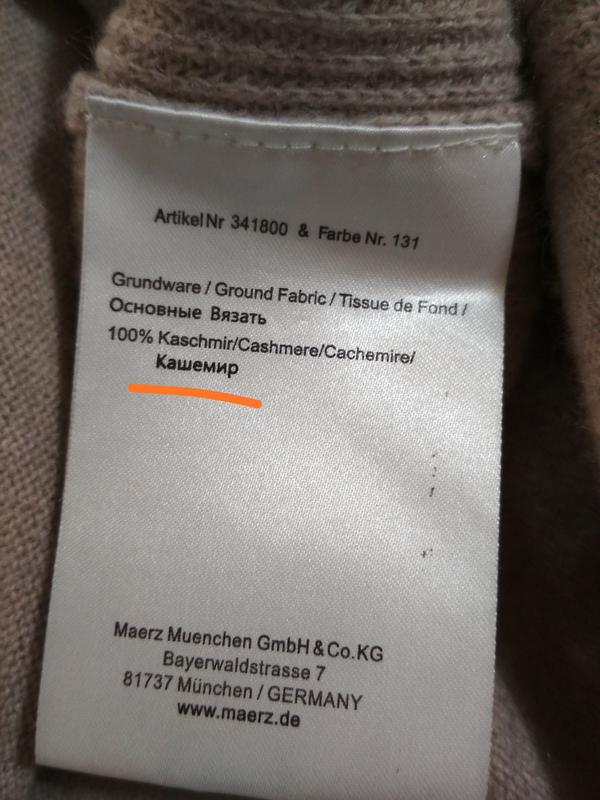 Artikel Nr 341800 & Farbe Nr. 131
Grundware / Ground Fabric / Tissue de Fond /
Основные Вязать
100% Kaschmir/Cashmere/Cachemire/
Кашемир
Maerz Muenchen GmbH & Co.KG
Bayerwaldstrasse 7
81737 München / GERMANY
www.maerz.de